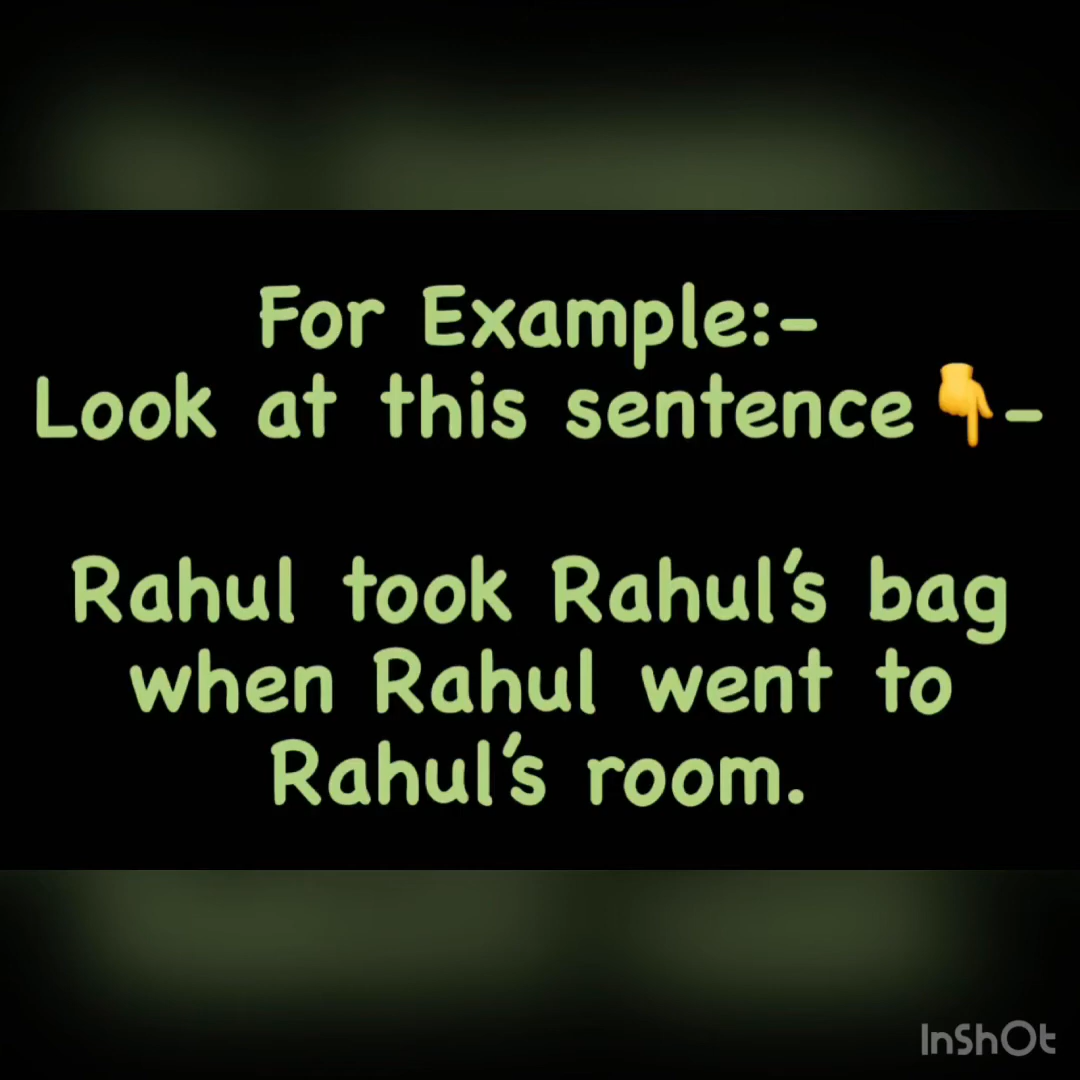 For Example:-
Look at this sentence👇-
Rahul took Rahul's bag
when Rahul went to
Rahul's room.
InShOt